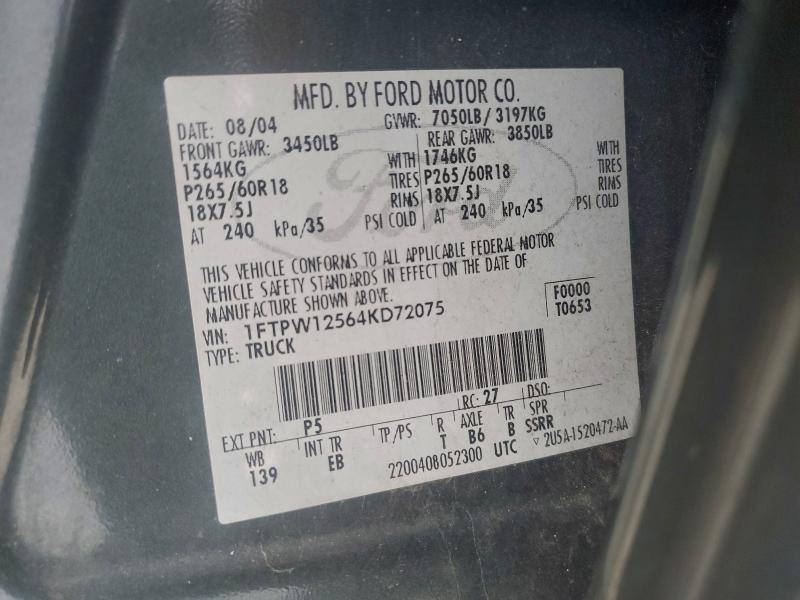 MFD. BY FORD MOTOR CO.
DATE: 08/04 GVWR: 7050LB/ 3197KG
FRONT GAWR: 3450LB REAR GAWR: 3850LB
1564KG WITH 1746KG WITH
P265/60R18 TIRES P265/60R18 TIRES
18X7.5J RIMS 18X7.5J RIMS
AT 240 kPa/35 PSI COLD AT 240 kPa/35 PSI COLD
Ford
THIS VEHICLE CONFORMS TO ALL APPLICABLE FEDERAL MOTOR
VEHICLE SAFETY STANDARDS IN EFFECT ON THE DATE OF
MANUFACTURE SHOWN ABOVE.
VIN: 1FTPW12564KD72075 F0000
TYPE: TRUCK T0653
EXT PNT: P5 RC: 27 DSO:
WB INT TR TP/PS R AXLE TR SPR
139 EB T B6 B SSRR
2200408052300 UTC ▽ 2U5A-1520472-AA